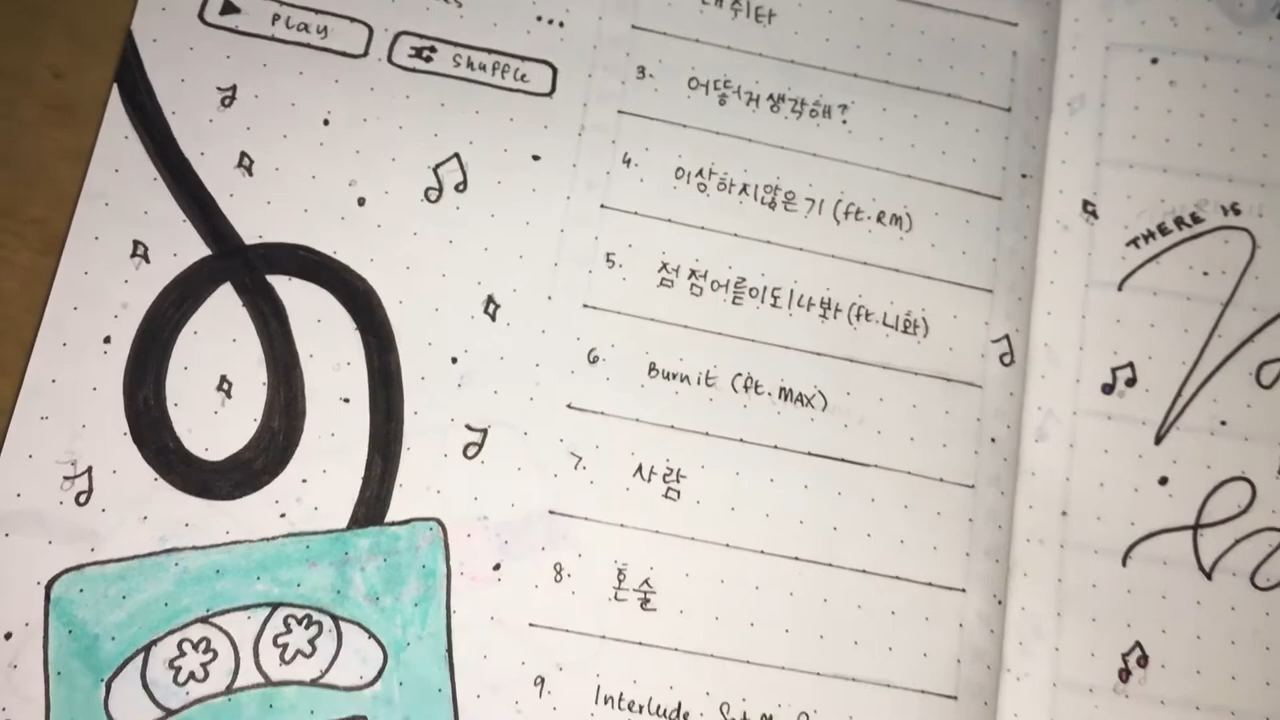 Play
shuffle
...
3. 어떻거 생각해?
4. 이상하지않은기 (ft. RM)
5. 점점어른이되나봐 (ft. 니화)
6. Burn it (ft. MAX)
7. 사람
8. 혼술
9. Interlude:
THERE IS